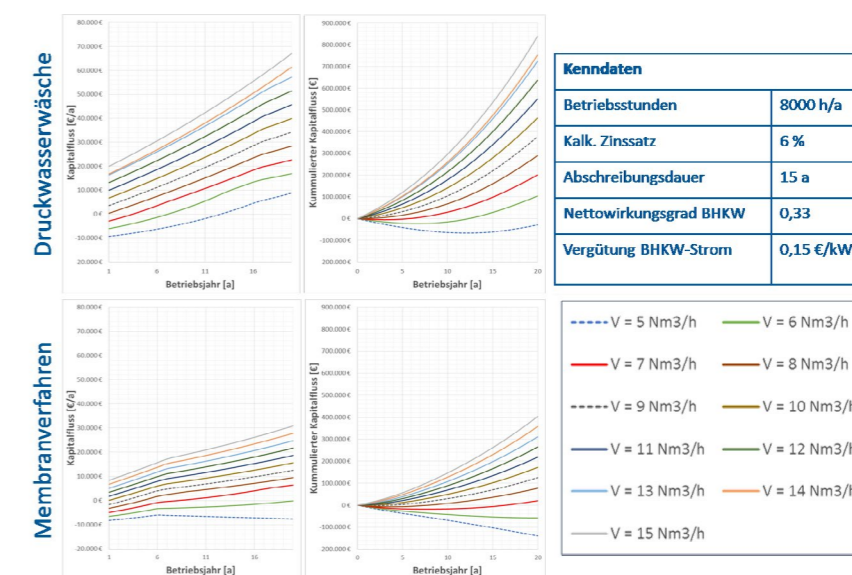 Druckwasserwäsche
Kapitalfluss [€/a]
80.000 €
70.000 €
60.000 €
50.000 €
40.000 €
30.000 €
20.000 €
10.000 €
0 €
-10.000 €
20.000 €
1 6 11 16
Betriebsjahr [a]
Kummulierter Kapitalfluss [€]
900.000 €
800.000 €
700.000 €
600.000 €
500.000 €
400.000 €
300.000 €
200.000 €
100.000 €
0 €
-100.000 €
200.000 €
0 5 10 15 20
Betriebsjahr [a]
Kenndaten
Betriebsstunden 8000 h/a
Kalk. Zinssatz 6 %
Abschreibungsdauer 15 a
Nettowirkungsgrad BHKW 0,33
Vergütung BHKW-Strom 0,15 €/kW
Membranverfahren
Kapitalfluss [€/a]
80.000 €
70.000 €
60.000 €
50.000 €
40.000 €
30.000 €
20.000 €
10.000 €
0 €
-10.000 €
-20.000 €
1 6 11 16
Betriebsjahr [a]
Kummulierter Kapitalfluss [€]
900.000 €
800.000 €
700.000 €
600.000 €
500.000 €
400.000 €
300.000 €
200.000 €
100.000 €
0 €
-100.000 €
200.000 €
0 5 10 15 20
Betriebsjahr [a]
V = 5 Nm3/h V = 6 Nm3/h
V = 7 Nm3/h V = 8 Nm3/h
V = 9 Nm3/h V = 10 Nm3/h
V = 11 Nm3/h V = 12 Nm3/h
V = 13 Nm3/h V = 14 Nm3/h
V = 15 Nm3/h